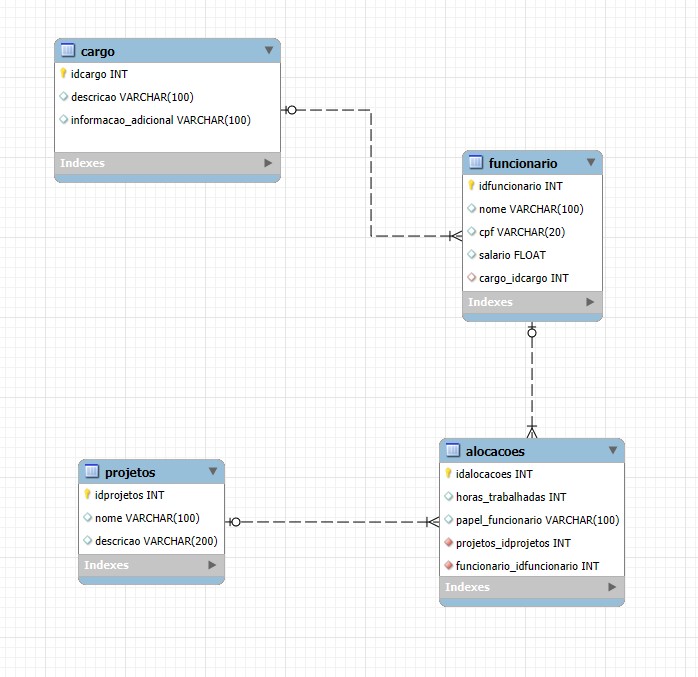 cargo
idcargo INT
descricao VARCHAR(100)
informacao_adicional VARCHAR(100)
Indexes
funcionario
idfuncionario INT
nome VARCHAR(100)
cpf VARCHAR(20)
salario FLOAT
cargo_idcargo INT
Indexes
projetos
idprojetos INT
nome VARCHAR(100)
descricao VARCHAR(200)
Indexes
alocacoes
idalocacoes INT
horas_trabalhadas INT
papel_funcionario VARCHAR(100)
projetos_idprojetos INT
funcionario_idfuncionario INT
Indexes